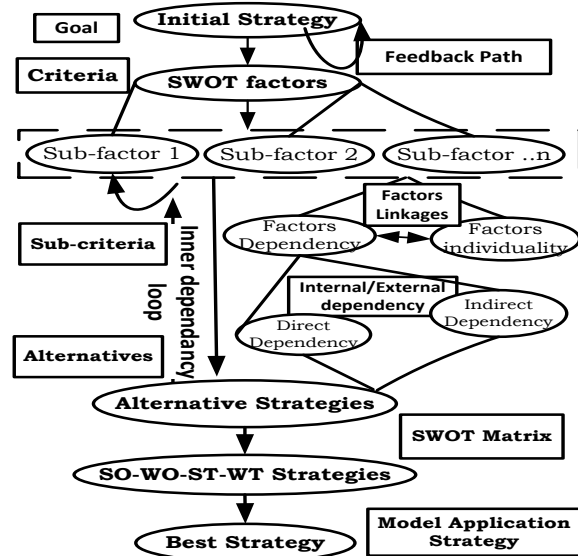 Initial Strategy
Goal
Feedback Path
Criteria
SWOT factors
Sub-factor 1
Sub-factor 2
Sub-factor ..n
Factors
Linkages
Factors
Dependency
Factors
individuality
Sub-criteria
Inner dependancy
loop
Internal/External
dependency
Indirect
Dependency
Direct
Dependency
Alternatives
Alternative Strategies
SWOT Matrix
SO-WO-ST-WT Strategies
Best Strategy
Model Application
Strategy